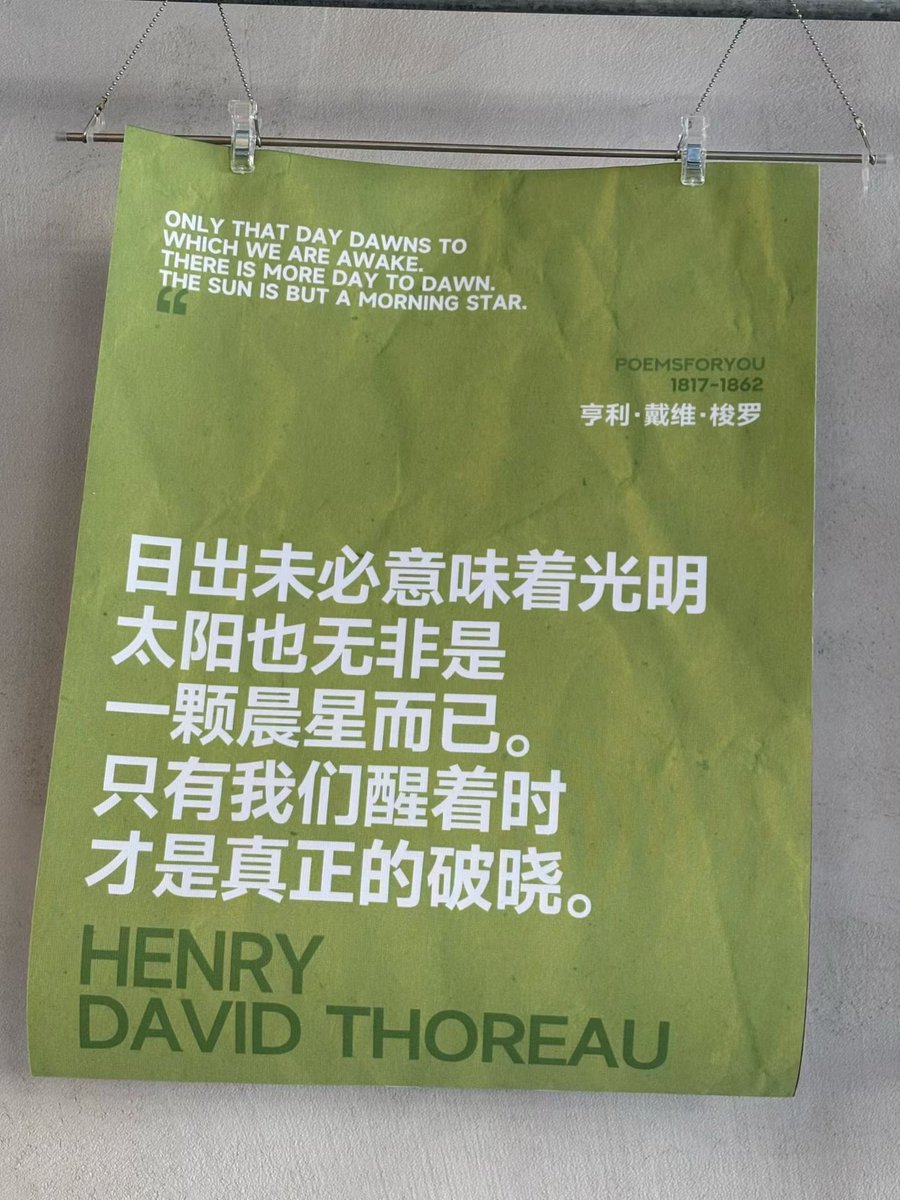 ONLY THAT DAY DAWNS TO
WHICH WE ARE AWAKE.
THERE IS MORE DAY TO DAWN.
THE SUN IS BUT A MORNING STAR.
“
POEMSFORYOU
1817-1862
亨利·戴维·梭罗
日出未必意味着光明
太阳也无非是
一颗晨星而已。
只有我们醒着时
才是真正的破晓。
HENRY
DAVID THOREAU